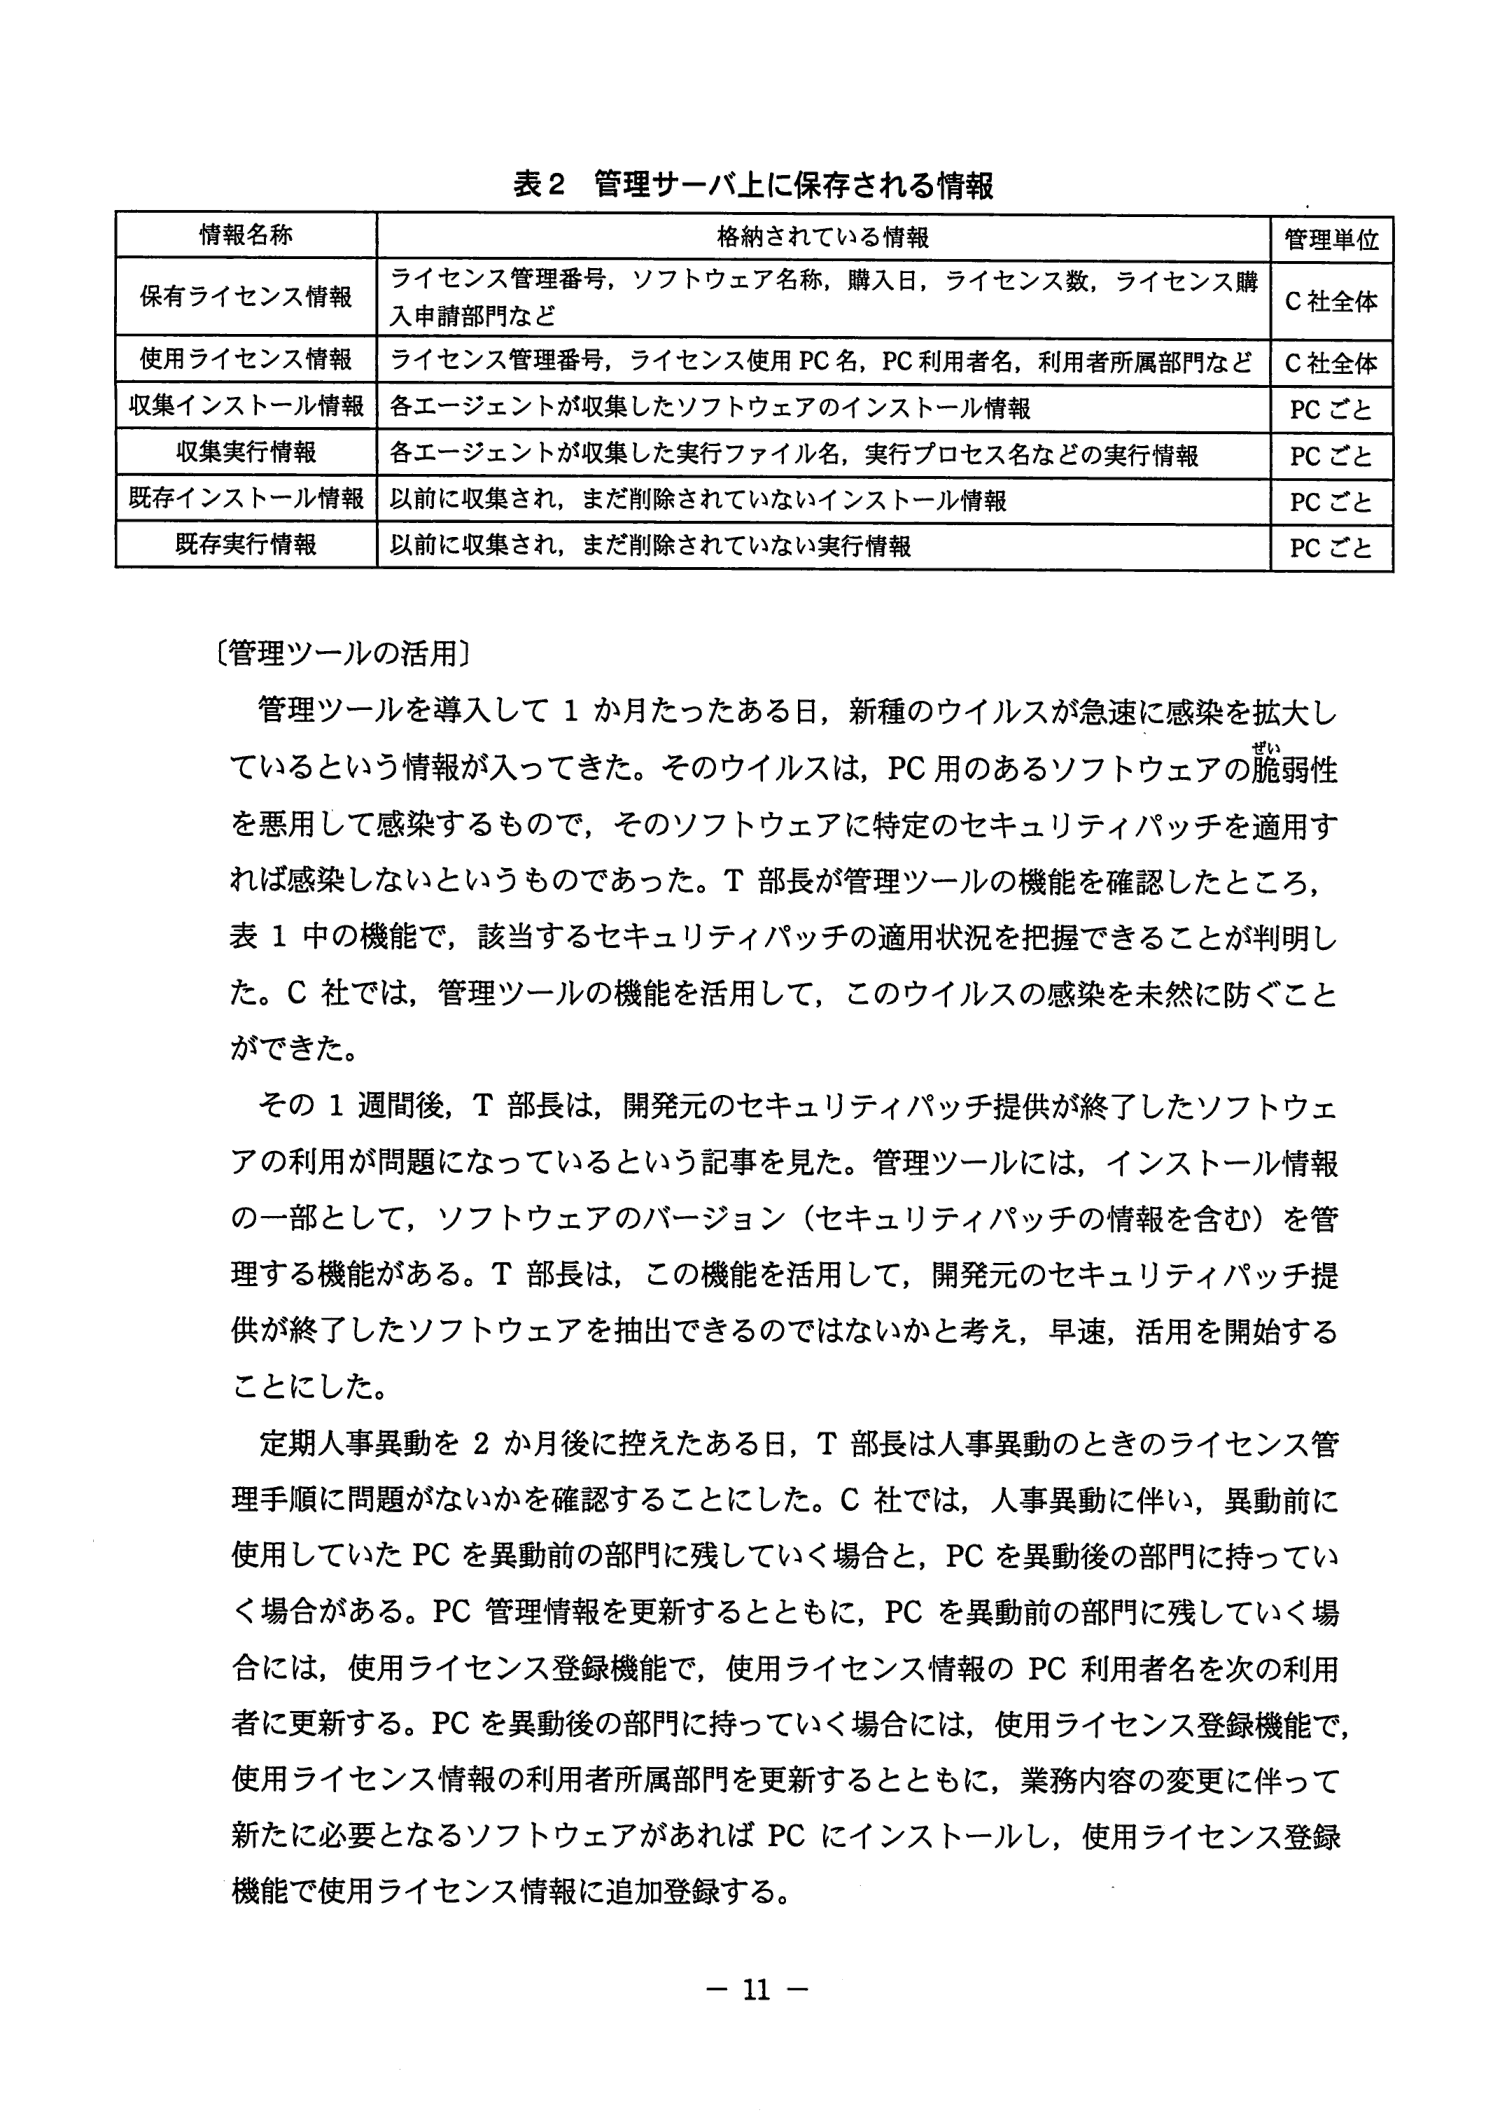 表2 管理サーバ上に保存される情報
情報名称 格納されている情報 管理単位
保有ライセンス情報 ライセンス管理番号，ソフトウェア名称，購入日，ライセンス数，ライセンス購入申請部門など C 社全体
使用ライセンス情報 ライセンス管理番号，ライセンス使用 PC 名，PC 利用者名，利用者所属部門など C 社全体
収集インストール情報 各エージェントが収集したソフトウェアのインストール情報 PC ごと
収集実行情報 各エージェントが収集した実行ファイル名，実行プロセス名などの実行情報 PC ごと
既存インストール情報 以前に収集され，まだ削除されていないインストール情報 PC ごと
既存実行情報 以前に収集され，まだ削除されていない実行情報 PC ごと
〔管理ツールの活用〕
管理ツールを導入して 1 か月たったある日，新種のウイルスが急速に感染を拡大し
ているという情報が入ってきた。そのウイルスは，PC 用のあるソフトウェアの脆弱性
ぜい
を悪用して感染するもので，そのソフトウェアに特定のセキュリティパッチを適用す
れば感染しないというものであった。T 部長が管理ツールの機能を確認したところ，
表 1 中の機能で，該当するセキュリティパッチの適用状況を把握できることが判明し
た。C 社では，管理ツールの機能を活用して，このウイルスの感染を未然に防ぐこと
ができた。
その 1 週間後，T 部長は，開発元のセキュリティパッチ提供が終了したソフトウェ
アの利用が問題になっているという記事を見た。管理ツールには，インストール情報
の一部として，ソフトウェアのバージョン（セキュリティパッチの情報を含む）を管
理する機能がある。T 部長は，この機能を活用して，開発元のセキュリティパッチ提
供が終了したソフトウェアを抽出できるのではないかと考え，早速，活用を開始する
ことにした。
定期人事異動を 2 か月後に控えたある日，T 部長は人事異動のときのライセンス管
理手順に問題がないかを確認することにした。C 社では，人事異動に伴い，異動前に
使用していた PC を異動前の部門に残していく場合と，PC を異動後の部門に持ってい
く場合がある。PC 管理情報を更新するとともに，PC を異動前の部門に残していく場
合には，使用ライセンス登録機能で，使用ライセンス情報の PC 利用者名を次の利用
者に更新する。PC を異動後の部門に持っていく場合には，使用ライセンス登録機能で，
使用ライセンス情報の利用者所属部門を更新するとともに，業務内容の変更に伴って
新たに必要となるソフトウェアがあれば PC にインストールし，使用ライセンス登録
機能で使用ライセンス情報に追加登録する。
－ 11 －